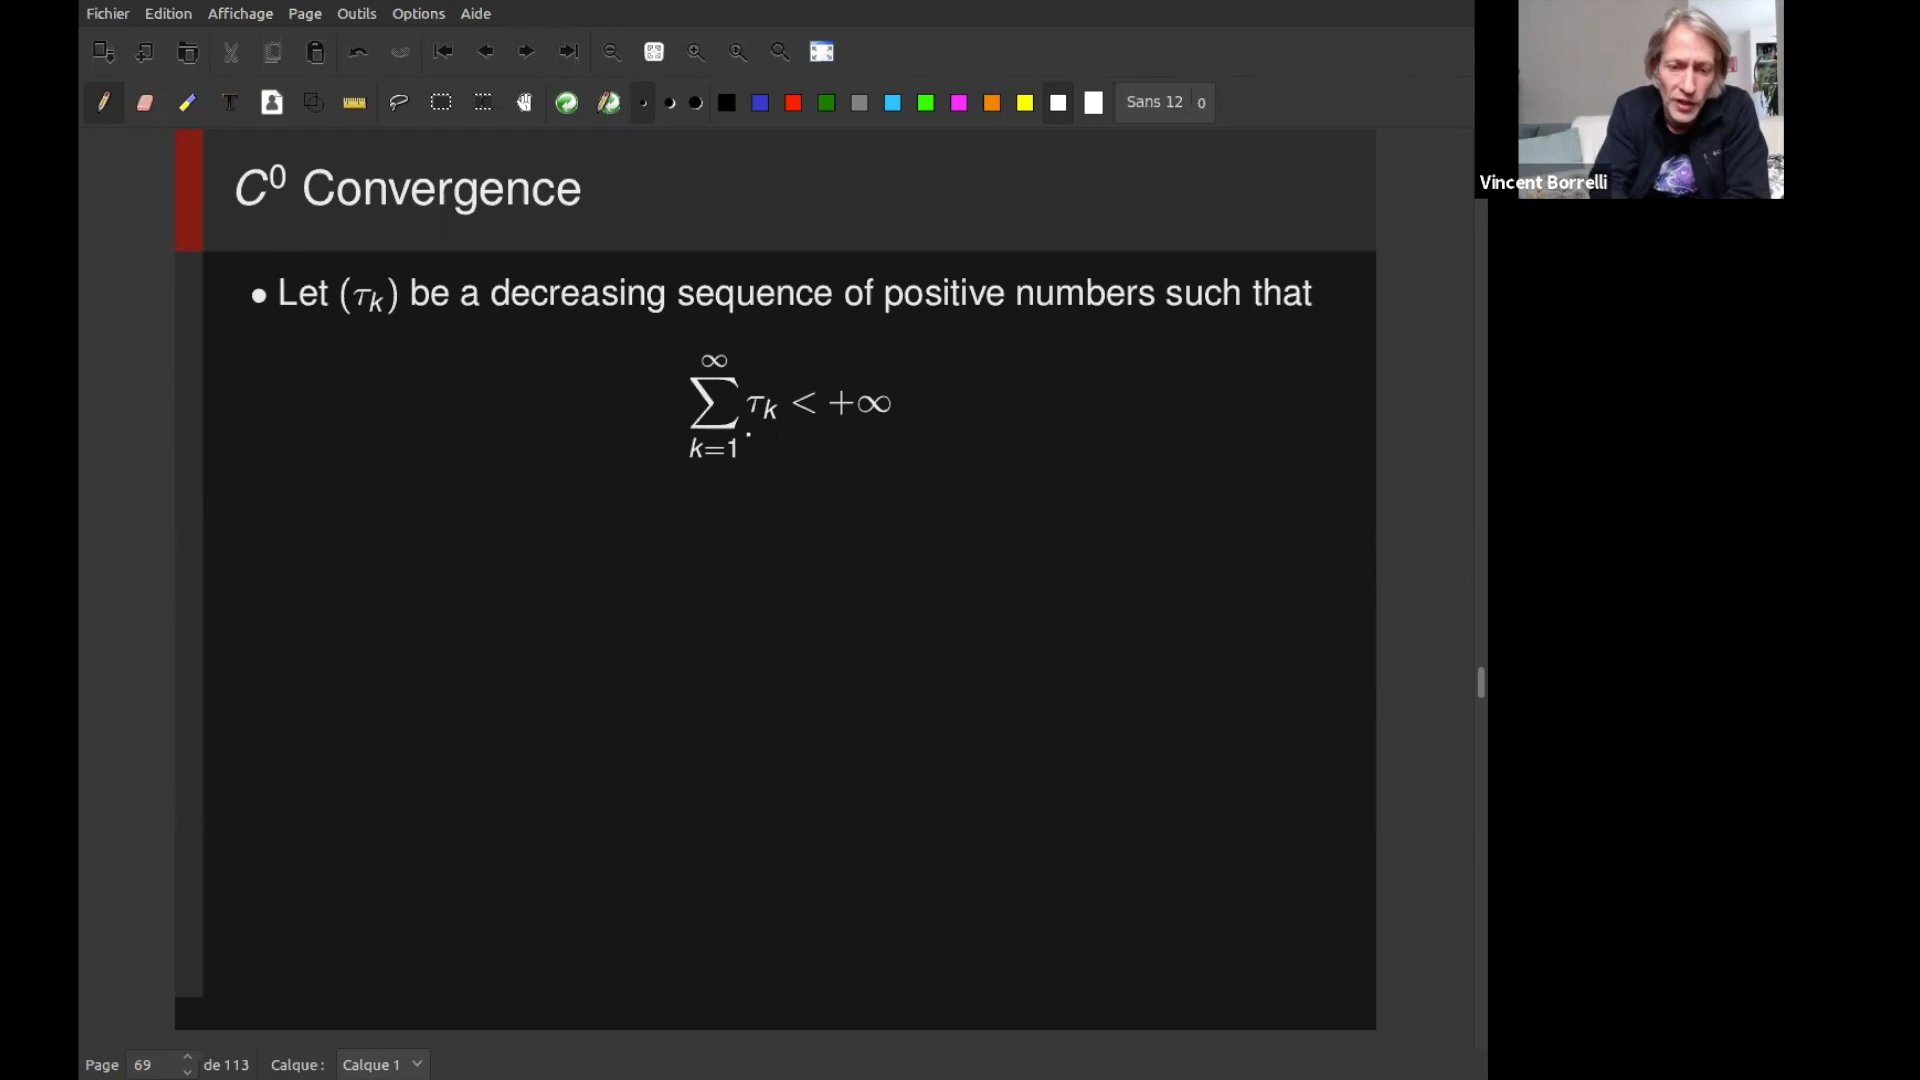 Fichier Edition Affichage Page Outils Options Aide
Sans 12 0
Vincent Borrelli
C⁰ Convergence
• Let (τₖ) be a decreasing sequence of positive numbers such that
∞
∑ τₖ < +∞
k=1
Page 69 de 113 Calque : Calque 1